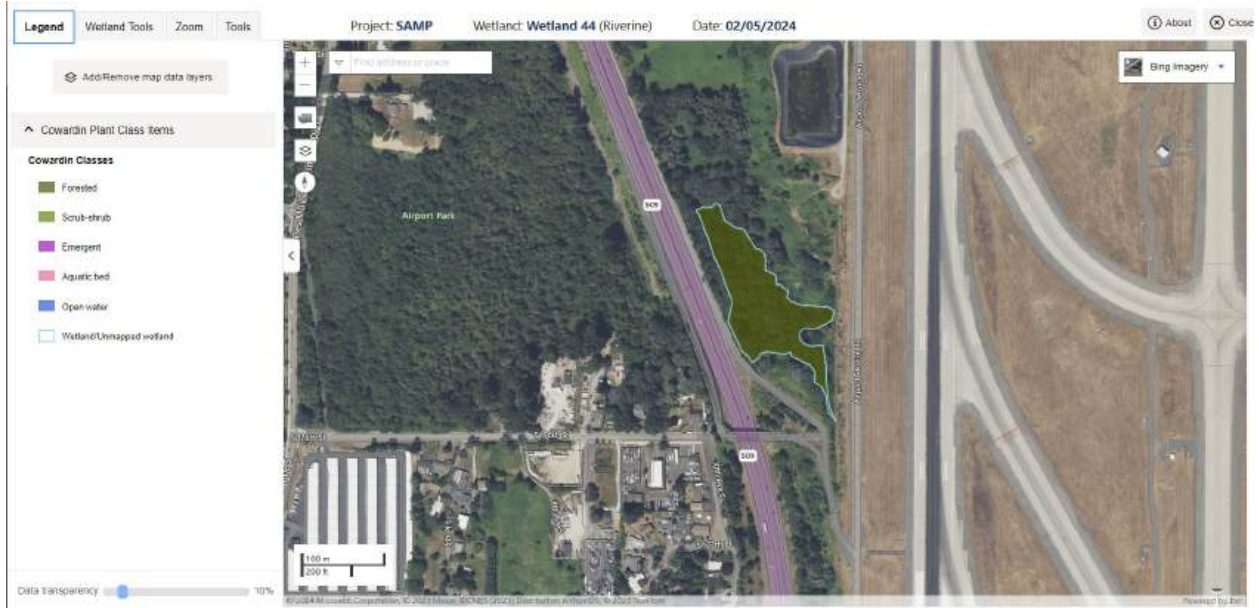 Legend
Wetland Tools
Zoom
Tools
Project: SAMP
Wetland: Wetland 44 (Riverine)
Date: 02/05/2024
About
Close
Add/Remove map data layers
Find address or place
Bing Imagery
Cowardin Plant Class Items
Cowardin Classes
Forested
Scrub-shrub
Emergent
Aquatic bed
Open water
Wetland/Unmapped wetland
Airport Park
509
509
100 m
200 ft
Data transparency
10%
Powered by Esri